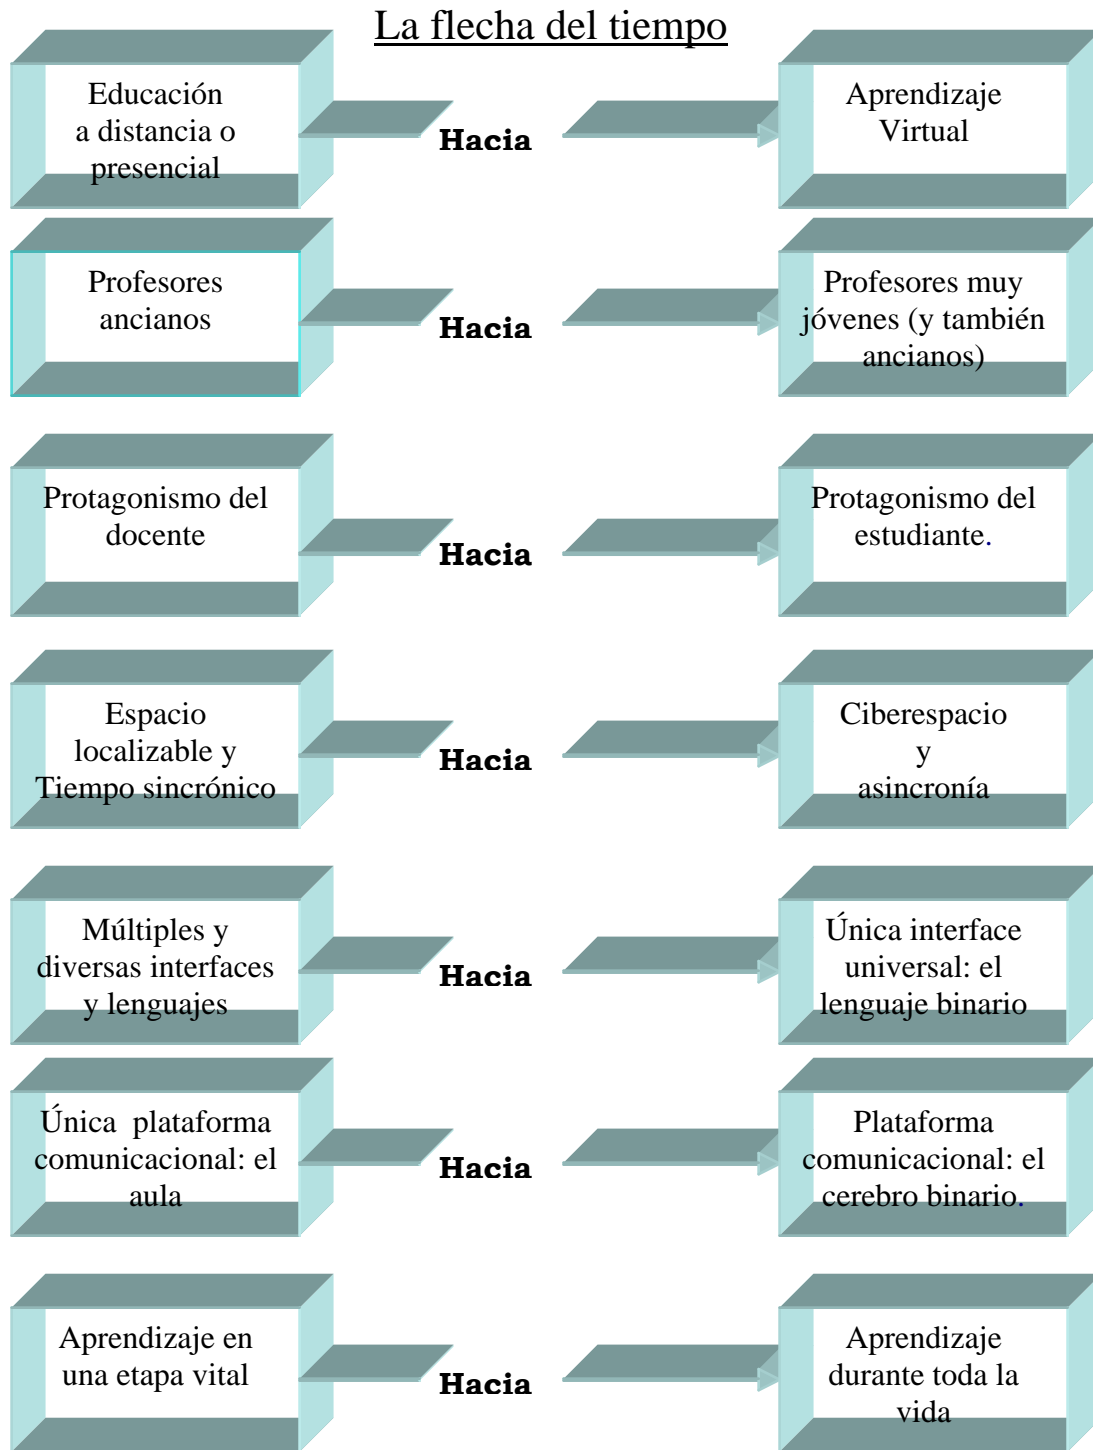 La flecha del tiempo
Educación
a distancia o
presencial
Hacia
Aprendizaje
Virtual
Profesores
ancianos
Hacia
Profesores muy
jóvenes (y también
ancianos)
Protagonismo del
docente
Hacia
Protagonismo del
estudiante.
Espacio
localizable y
Tiempo sincrónico
Hacia
Ciberespacio
y
asincronía
Múltiples y
diversas interfaces
y lenguajes
Hacia
Única interface
universal: el
lenguaje binario
Única plataforma
comunicacional: el
aula
Hacia
Plataforma
comunicacional: el
cerebro binario.
Aprendizaje en
una etapa vital
Hacia
Aprendizaje
durante toda la
vida